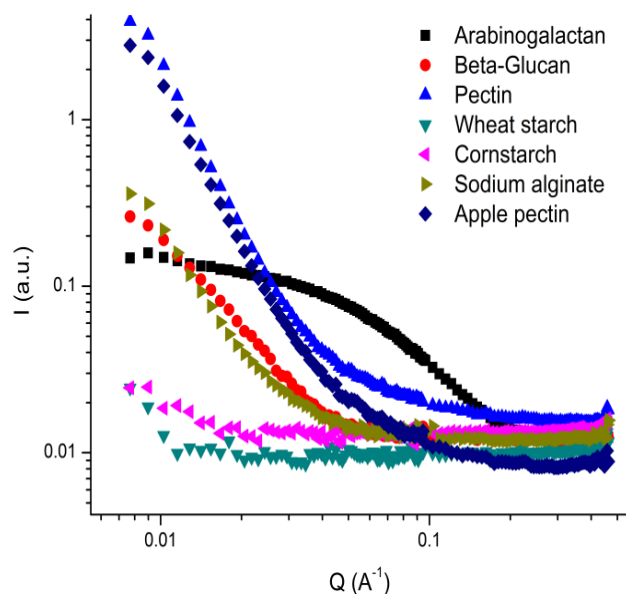 Arabinogalactan
Beta-Glucan
Pectin
Wheat starch
Cornstarch
Sodium alginate
Apple pectin
1
0.1
0.01
I (a.u.)
0.01 0.1
Q (A⁻¹)